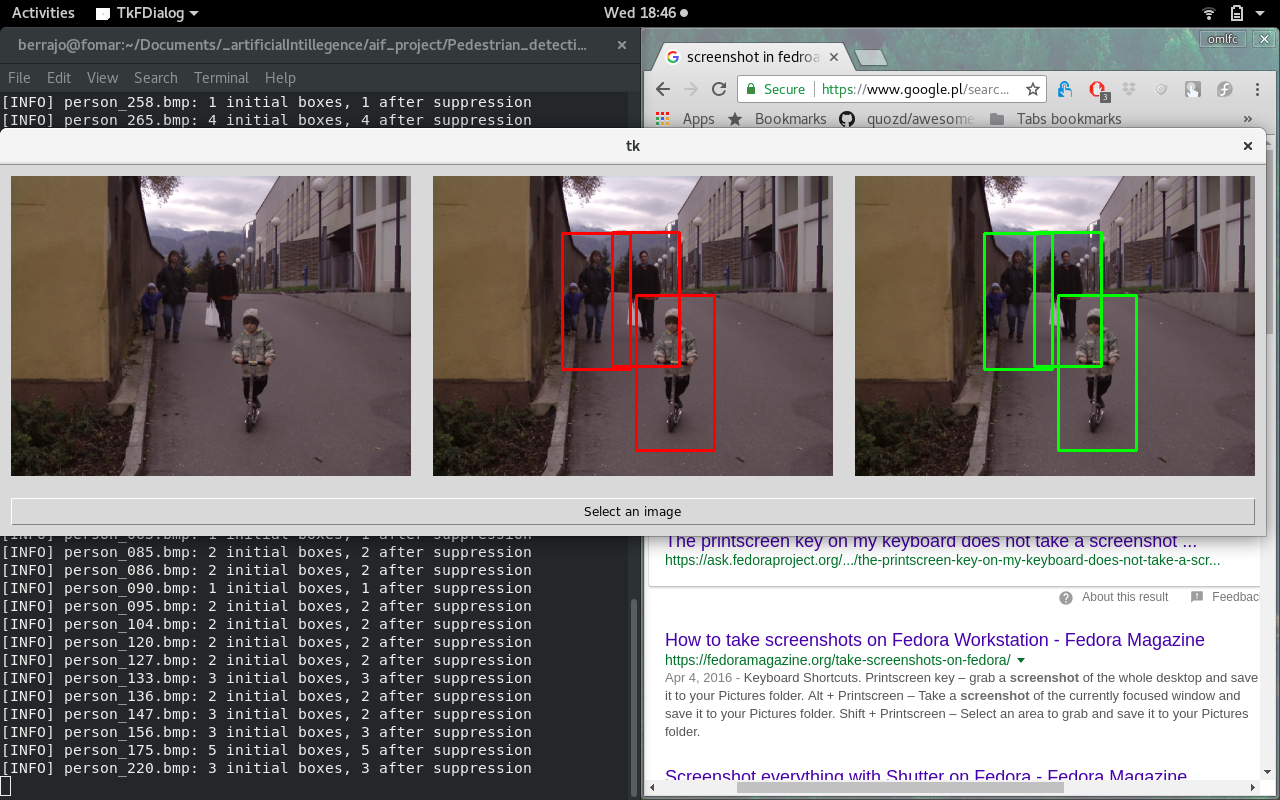 Activities TkFDialog Wed 18:46
berrajo@fomar:~/Documents/_artificialIntillegence/aif_project/Pedestrian_detecti...
File Edit View Search Terminal Help
[INFO] person_258.bmp: 1 initial boxes, 1 after suppression
[INFO] person_265.bmp: 4 initial boxes, 4 after suppression
omlfc
screenshot in fedroa
Secure https://www.google.pl/searc...
3
Apps Bookmarks quozd/awesome Tabs bookmarks »
tk
Select an image
[INFO] person_085.bmp: 2 initial boxes, 2 after suppression
[INFO] person_086.bmp: 2 initial boxes, 2 after suppression
[INFO] person_090.bmp: 1 initial boxes, 1 after suppression
[INFO] person_095.bmp: 2 initial boxes, 2 after suppression
[INFO] person_104.bmp: 2 initial boxes, 2 after suppression
[INFO] person_120.bmp: 2 initial boxes, 2 after suppression
[INFO] person_127.bmp: 2 initial boxes, 2 after suppression
[INFO] person_133.bmp: 3 initial boxes, 3 after suppression
[INFO] person_136.bmp: 2 initial boxes, 2 after suppression
[INFO] person_147.bmp: 3 initial boxes, 2 after suppression
[INFO] person_156.bmp: 3 initial boxes, 3 after suppression
[INFO] person_175.bmp: 5 initial boxes, 5 after suppression
[INFO] person_220.bmp: 3 initial boxes, 3 after suppression
The printscreen key on my keyboard does not take a screenshot ...
https://ask.fedoraproject.org/.../the-printscreen-key-on-my-keyboard-does-not-take-a-scr...
About this result Feedbac
How to take screenshots on Fedora Workstation - Fedora Magazine
https://fedoramagazine.org/take-screenshots-on-fedora/
Apr 4, 2016 - Keyboard Shortcuts. Printscreen key – grab a screenshot of the whole desktop and save
it to your Pictures folder. Alt + Printscreen – Take a screenshot of the currently focused window and
save it to your Pictures folder. Shift + Printscreen – Select an area to grab and save it to your Pictures
folder.
Screenshot everything with Shutter on Fedora - Fedora Magazine